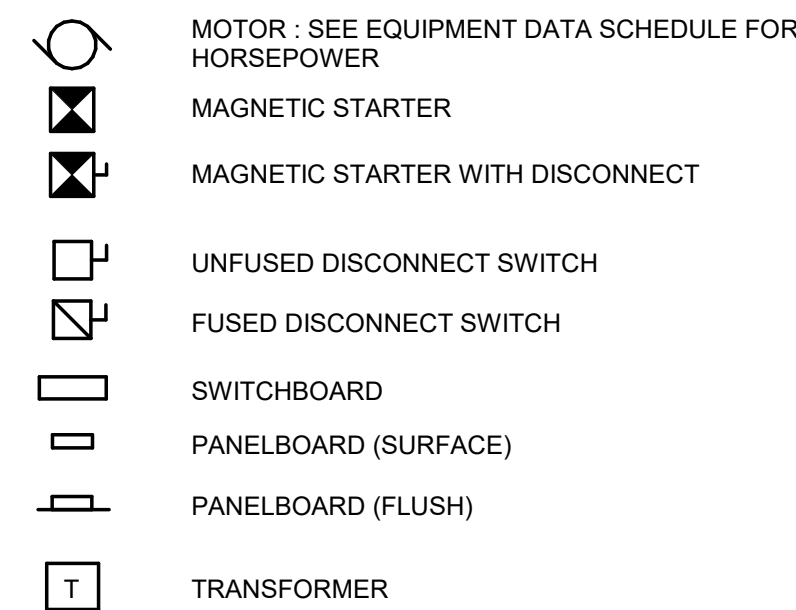 MOTOR : SEE EQUIPMENT DATA SCHEDULE FOR
HORSEPOWER
MAGNETIC STARTER
MAGNETIC STARTER WITH DISCONNECT
UNFUSED DISCONNECT SWITCH
FUSED DISCONNECT SWITCH
SWITCHBOARD
PANELBOARD (SURFACE)
PANELBOARD (FLUSH)
T TRANSFORMER